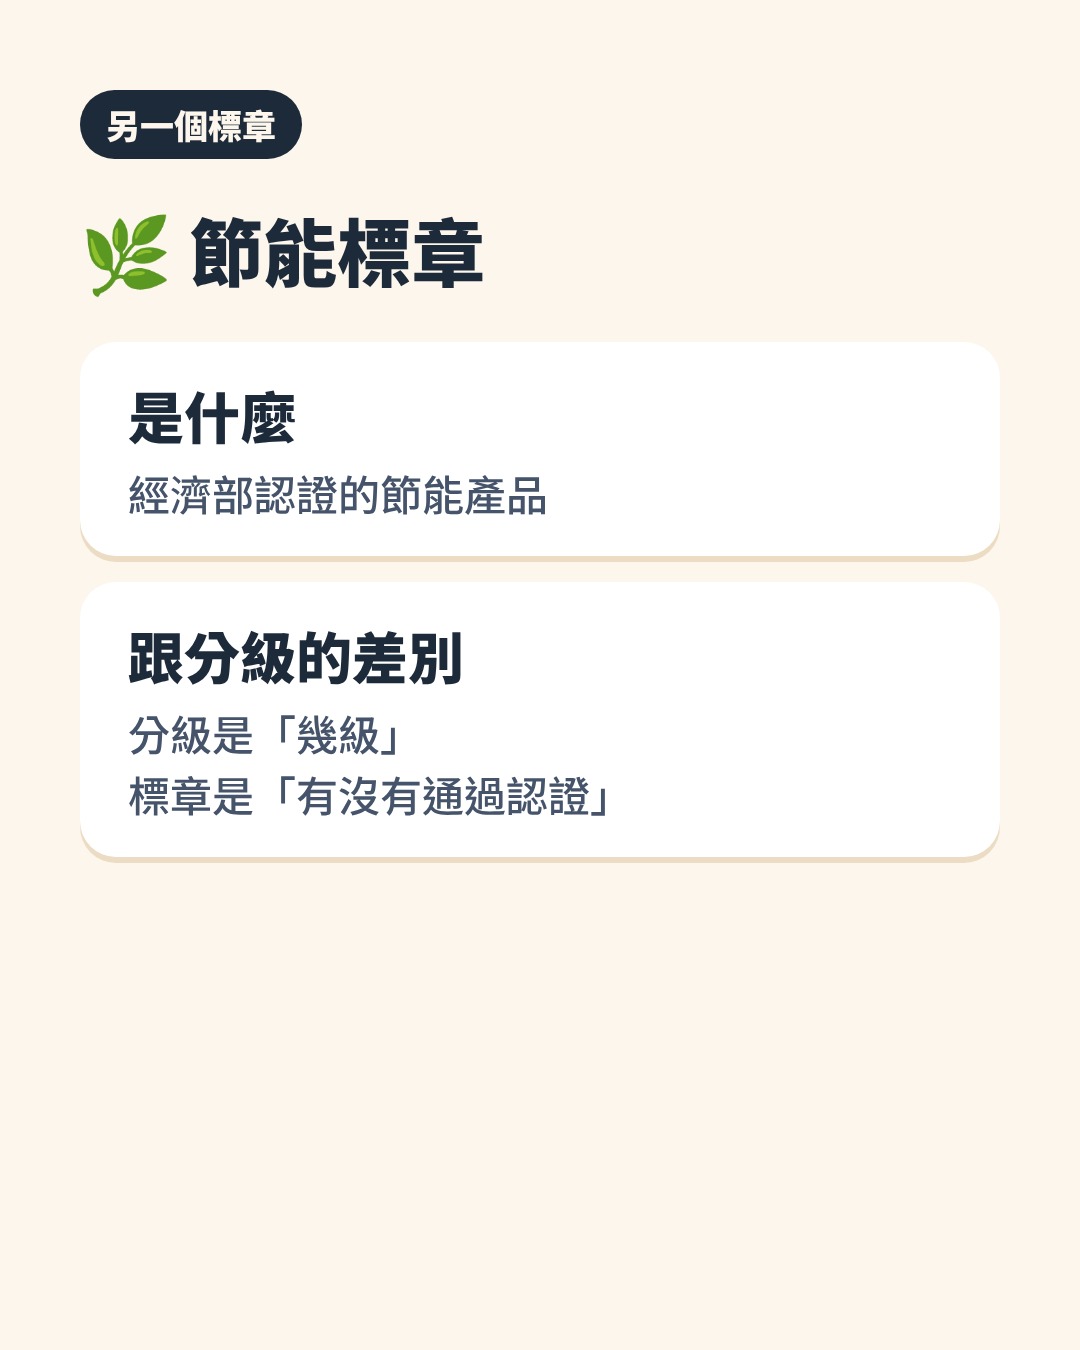 另一個標章
🌿 節能標章
是什麼
經濟部認證的節能產品
跟分級的差別
分級是「幾級」
標章是「有沒有通過認證」